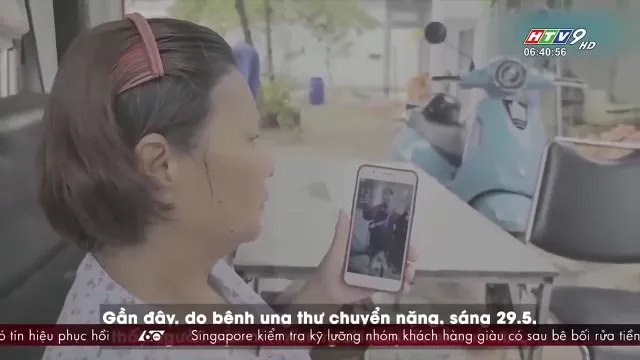 HTV9 HD
06:40:56
Gần đây, do bệnh ung thư chuyển nặng, sáng 29.5,
ó tín hiệu phục hồi 60 Singapore kiểm tra kỹ lưỡng nhóm khách hàng giàu có sau bê bối rửa tiền